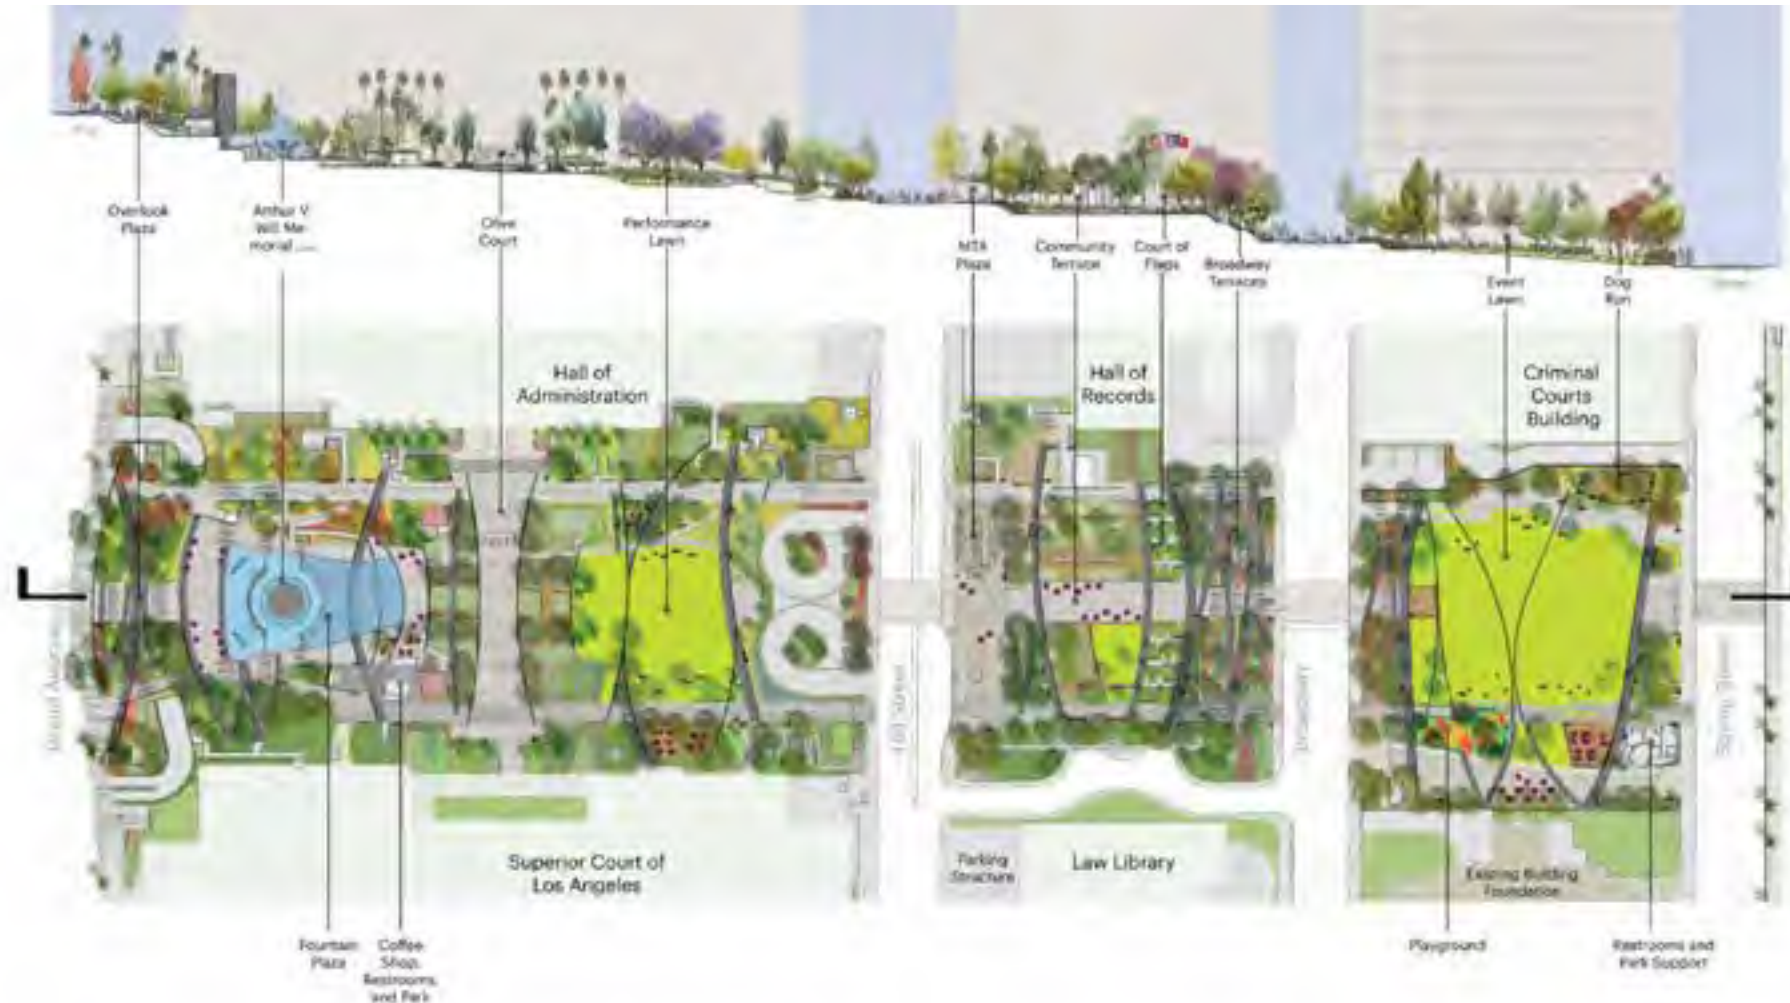 Overlook
Plaza
Arthur V.
Will Me-
morial ....
Olive
Court
Performance
Lawn
MTA
Plaza
Community
Terrace
Court of
Flags
Broadway
Terraces
Event
Lawn
Dog
Run
Hall of
Administration
Hall of
Records
Criminal
Courts
Building
Grand Avenue
Hill Street
Broadway
Spring Street
Superior Court of
Los Angeles
Parking
Structure
Law Library
Existing Building
Foundation
Fountain
Plaza
Coffee
Shop,
Restrooms,
and Park
Playground
Restrooms and
Park Support